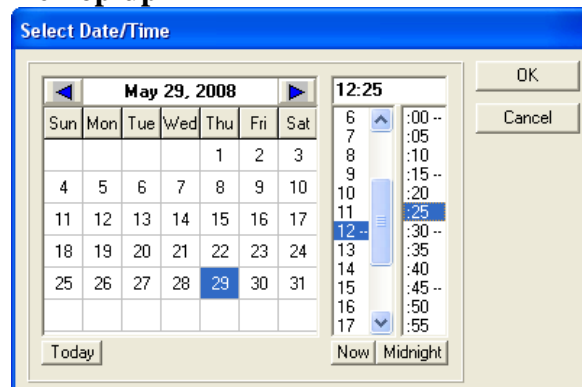 Select Date/Time
May 29, 2008
Sun Mon Tue Wed Thu Fri Sat
1 2 3
4 5 6 7 8 9 10
11 12 13 14 15 16 17
18 19 20 21 22 23 24
25 26 27 28 29 30 31
Today
12:25
6 :00 --
7 :05
8 :10
9 :15 --
10 :20
11 :25
12 -- :30 --
13 :35
14 :40
15 :45 --
16 :50
17 :55
Now Midnight
OK
Cancel